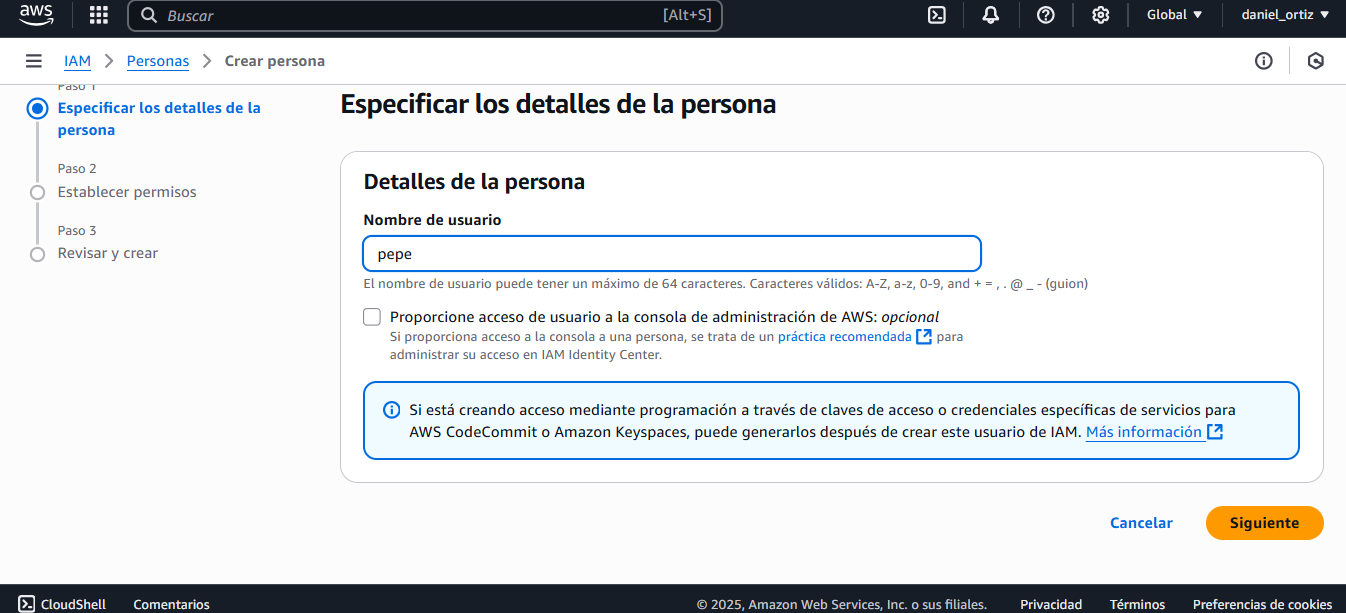 aws
Buscar
[Alt+S]
Global
daniel_ortiz
IAM
Personas
Crear persona
Paso 1
Especificar los detalles de la
persona
Paso 2
Establecer permisos
Paso 3
Revisar y crear
Especificar los detalles de la persona
Detalles de la persona
Nombre de usuario
pepe
El nombre de usuario puede tener un máximo de 64 caracteres. Caracteres válidos: A-Z, a-z, 0-9, and + = , . @ _ - (guion)
Proporcione acceso de usuario a la consola de administración de AWS: opcional
Si proporciona acceso a la consola a una persona, se trata de un práctica recomendada para
administrar su acceso en IAM Identity Center.
Si está creando acceso mediante programación a través de claves de acceso o credenciales específicas de servicios para
AWS CodeCommit o Amazon Keyspaces, puede generarlos después de crear este usuario de IAM. Más información
Cancelar
Siguiente
CloudShell
Comentarios
© 2025, Amazon Web Services, Inc. o sus filiales.
Privacidad
Términos
Preferencias de cookies